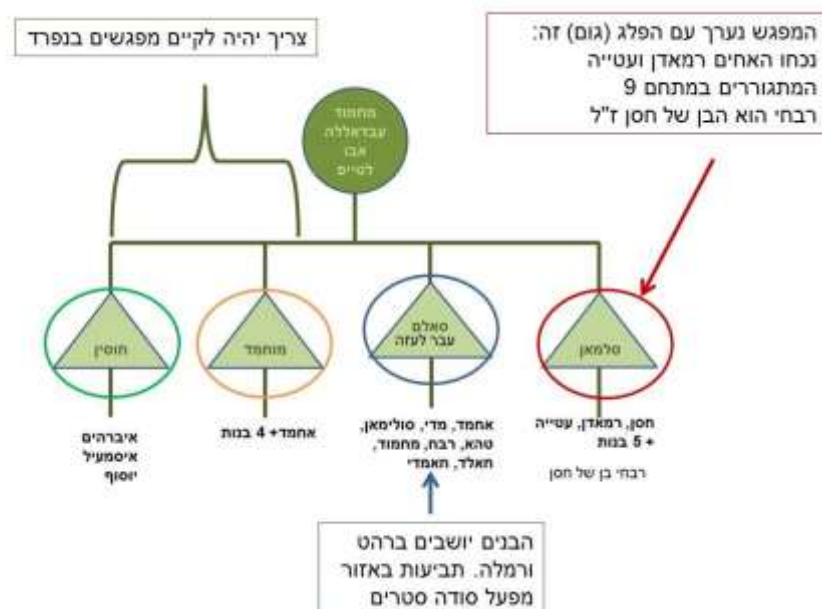 צריך יהיה לקיים מפגשים בנפרד
המפגש נערך עם הפלג (גום) זה:
נכחו האחים רמאדן ועטייה
המתגוררים במתחם 9
רבחי הוא הבן של חסן ז"ל
מחמוד
עבדאללה
אבו
לטייפ
סלמאן
סאלם
עבר לעזה
מוחמד
חוסין
חסן, רמאדן, עטייה
+ 5 בנות
רבחי בן של חסן
אחמד, מדי, סולימאן,
טהא, רבח, מחמוד,
חאלד, חאמדי
אחמד+ 4 בנות
איברהים
איסמעיל
יוסוף
הבנים יושבים ברהט
ורמלה. תביעות באזור
מפעל סודה סטרים